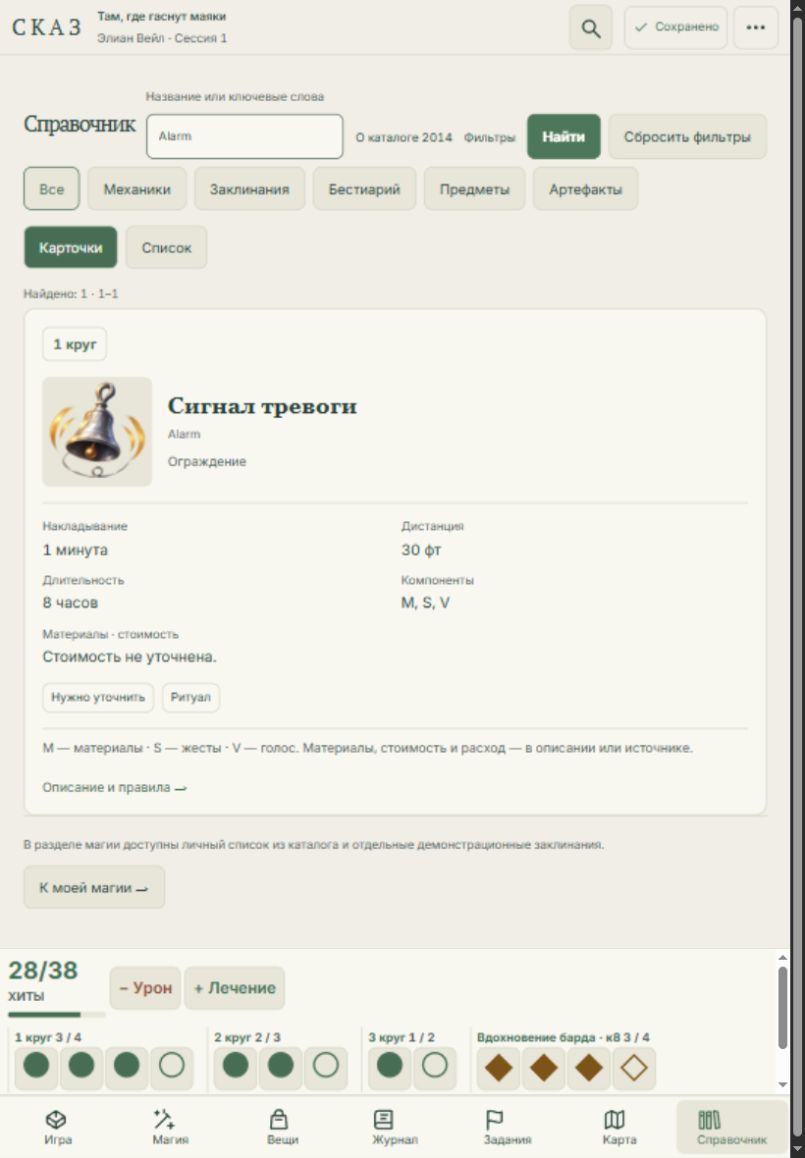 СКАЗ
Там, где гаснут маяки
Элиан Вейл · Сессия 1
Сохранено
Название или ключевые слова
Справочник
Alarm
О каталоге 2014
Фильтры
Найти
Сбросить фильтры
Все
Механики
Заклинания
Бестиарий
Предметы
Артефакты
Карточки
Список
Найдено: 1 · 1–1
1 круг
Сигнал тревоги
Alarm
Ограждение
Накладывание
Дистанция
1 минута
30 фт
Длительность
Компоненты
8 часов
M, S, V
Материалы · стоимость
Стоимость не уточнена.
Нужно уточнить
Ритуал
M — материалы · S — жесты · V — голос. Материалы, стоимость и расход — в описании или источнике.
Описание и правила
В разделе магии доступны личный список из каталога и отдельные демонстрационные заклинания.
К моей магии
28/38
хиты
− Урон
+ Лечение
1 круг 3 / 4
2 круг 2 / 3
3 круг 1 / 2
Вдохновение барда · к8 3 / 4
Игра
Магия
Вещи
Журнал
Задания
Карта
Справочник